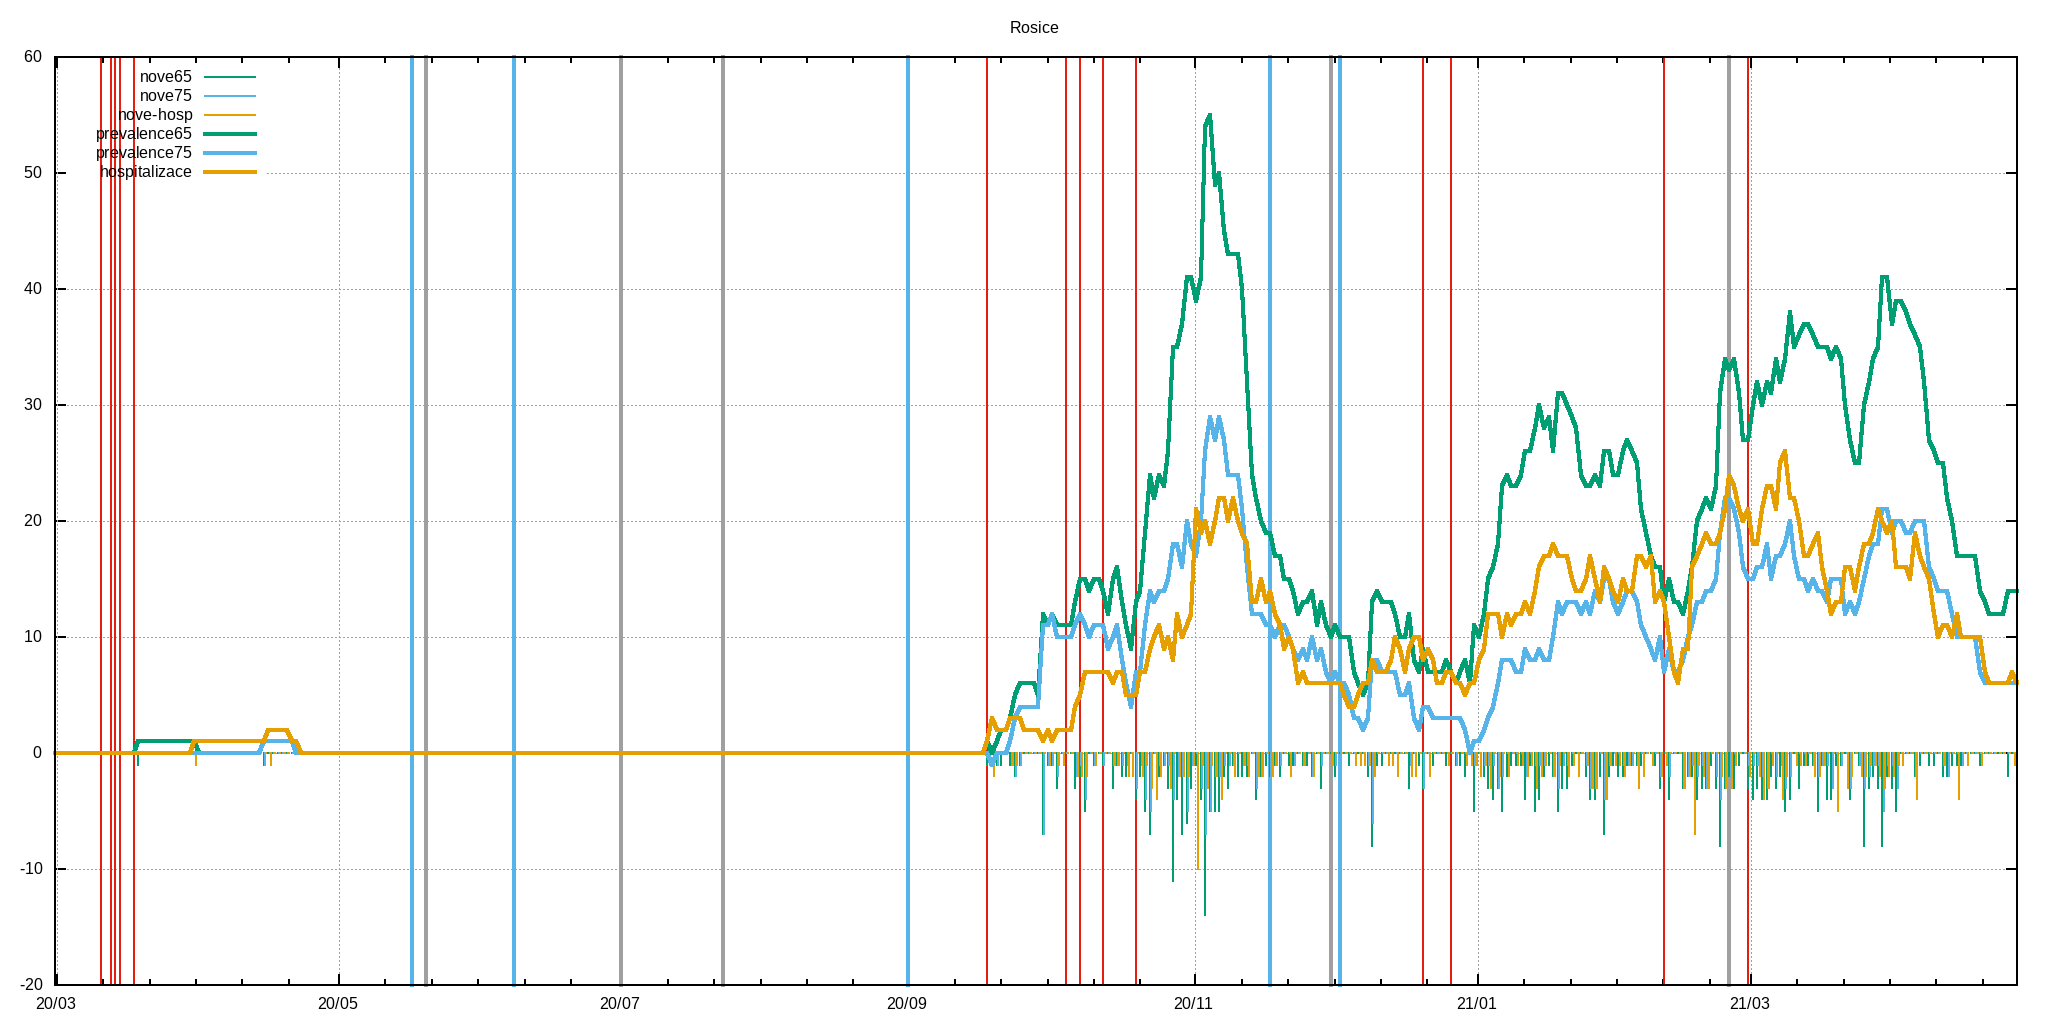 Rosice
60
nove65
nove75
nove-hosp
prevalence65
prevalence75
hospitalizace
50
40
30
20
10
0
-10
-20
20/03 20/05 20/07 20/09 20/11 21/01 21/03